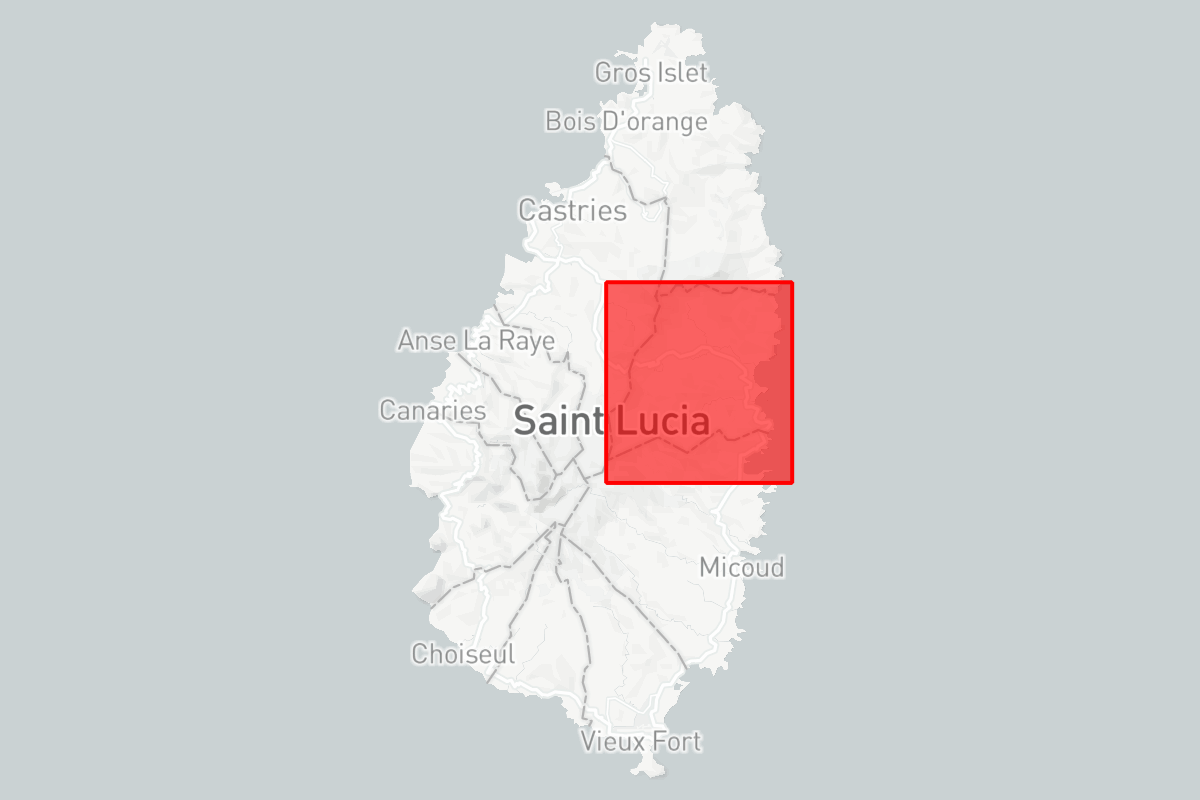 Gros Islet
Bois D'orange
Castries
Anse La Raye
Canaries
Saint Lucia
Micoud
Choiseul
Vieux Fort